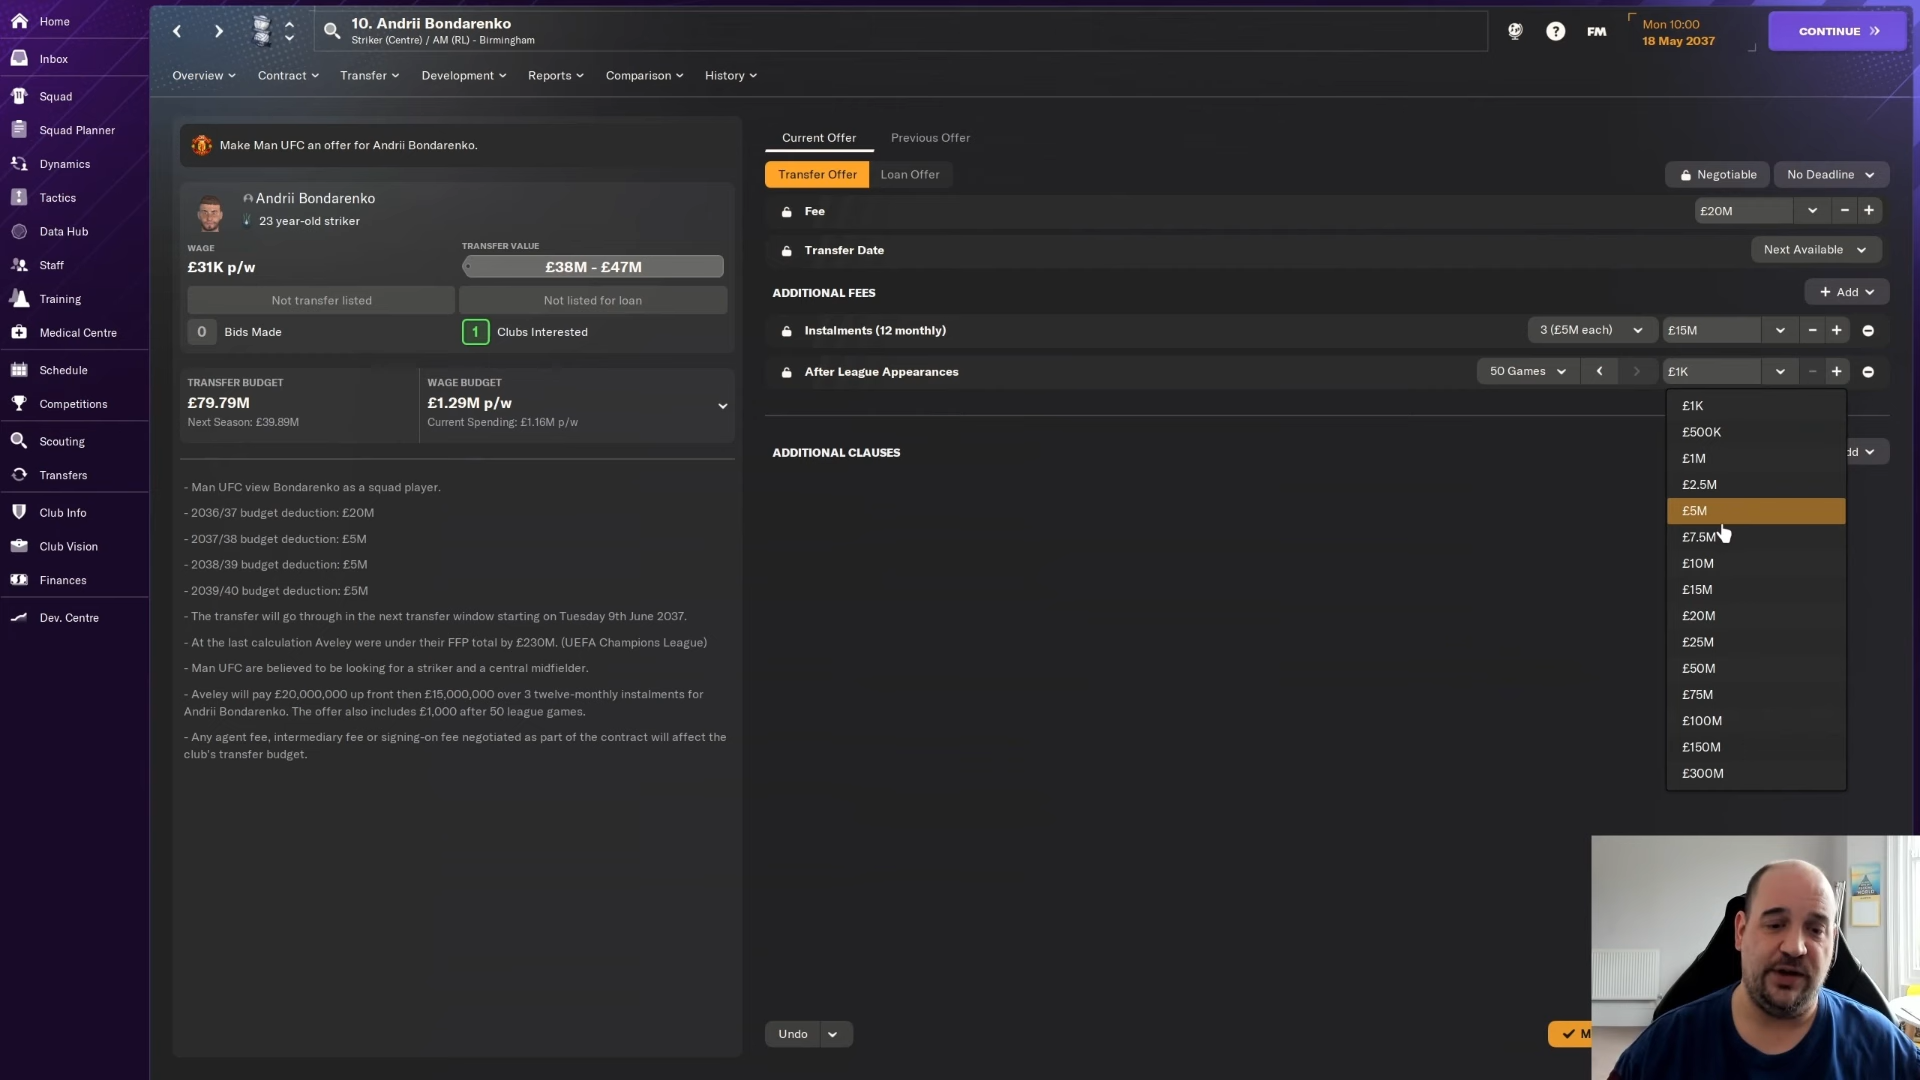 Home
Inbox
Squad
Squad Planner
Dynamics
Tactics
Data Hub
Staff
Training
Medical Centre
Schedule
Competitions
Scouting
Transfers
Club Info
Club Vision
Finances
Dev. Centre
10. Andrii Bondarenko
Striker (Centre) / AM (RL) - Birmingham
FM
Mon 10:00
18 May 2037
CONTINUE
Overview
Contract
Transfer
Development
Reports
Comparison
History
Make Man UFC an offer for Andrii Bondarenko.
Andrii Bondarenko
23 year-old striker
WAGE
£31K p/w
TRANSFER VALUE
£38M - £47M
Not transfer listed
Not listed for loan
0 Bids Made
1 Clubs Interested
TRANSFER BUDGET
£79.79M
Next Season: £39.89M
WAGE BUDGET
£1.29M p/w
Current Spending: £1.16M p/w
- Man UFC view Bondarenko as a squad player.
- 2036/37 budget deduction: £20M
- 2037/38 budget deduction: £5M
- 2038/39 budget deduction: £5M
- 2039/40 budget deduction: £5M
- The transfer will go through in the next transfer window starting on Tuesday 9th June 2037.
- At the last calculation Aveley were under their FFP total by £230M. (UEFA Champions League)
- Man UFC are believed to be looking for a striker and a central midfielder.
- Aveley will pay £20,000,000 up front then £15,000,000 over 3 twelve-monthly instalments for
Andrii Bondarenko. The offer also includes £1,000 after 50 league games.
- Any agent fee, intermediary fee or signing-on fee negotiated as part of the contract will affect the
club's transfer budget.
Current Offer
Previous Offer
Transfer Offer
Loan Offer
Negotiable
No Deadline
Fee
£20M
Transfer Date
Next Available
ADDITIONAL FEES
+ Add
Instalments (12 monthly)
3 (£5M each)
£15M
After League Appearances
50 Games
£1K
ADDITIONAL CLAUSES
dd
£1K
£500K
£1M
£2.5M
£5M
£7.5M
£10M
£15M
£20M
£25M
£50M
£75M
£100M
£150M
£300M
Undo
M